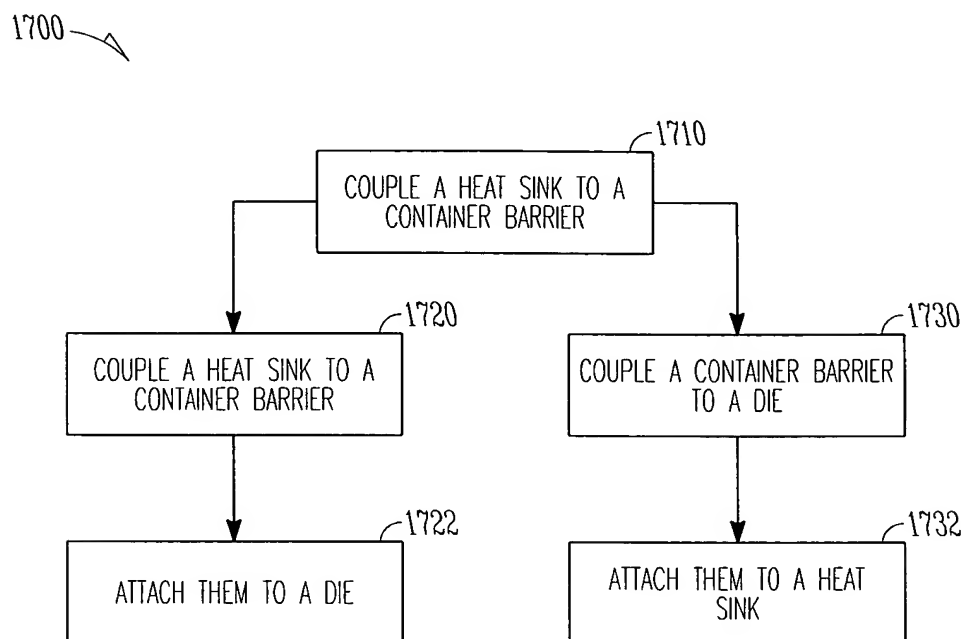 1700
1710
COUPLE A HEAT SINK TO A
CONTAINER BARRIER
1720
COUPLE A HEAT SINK TO A
CONTAINER BARRIER
1730
COUPLE A CONTAINER BARRIER
TO A DIE
1722
ATTACH THEM TO A DIE
1732
ATTACH THEM TO A HEAT
SINK